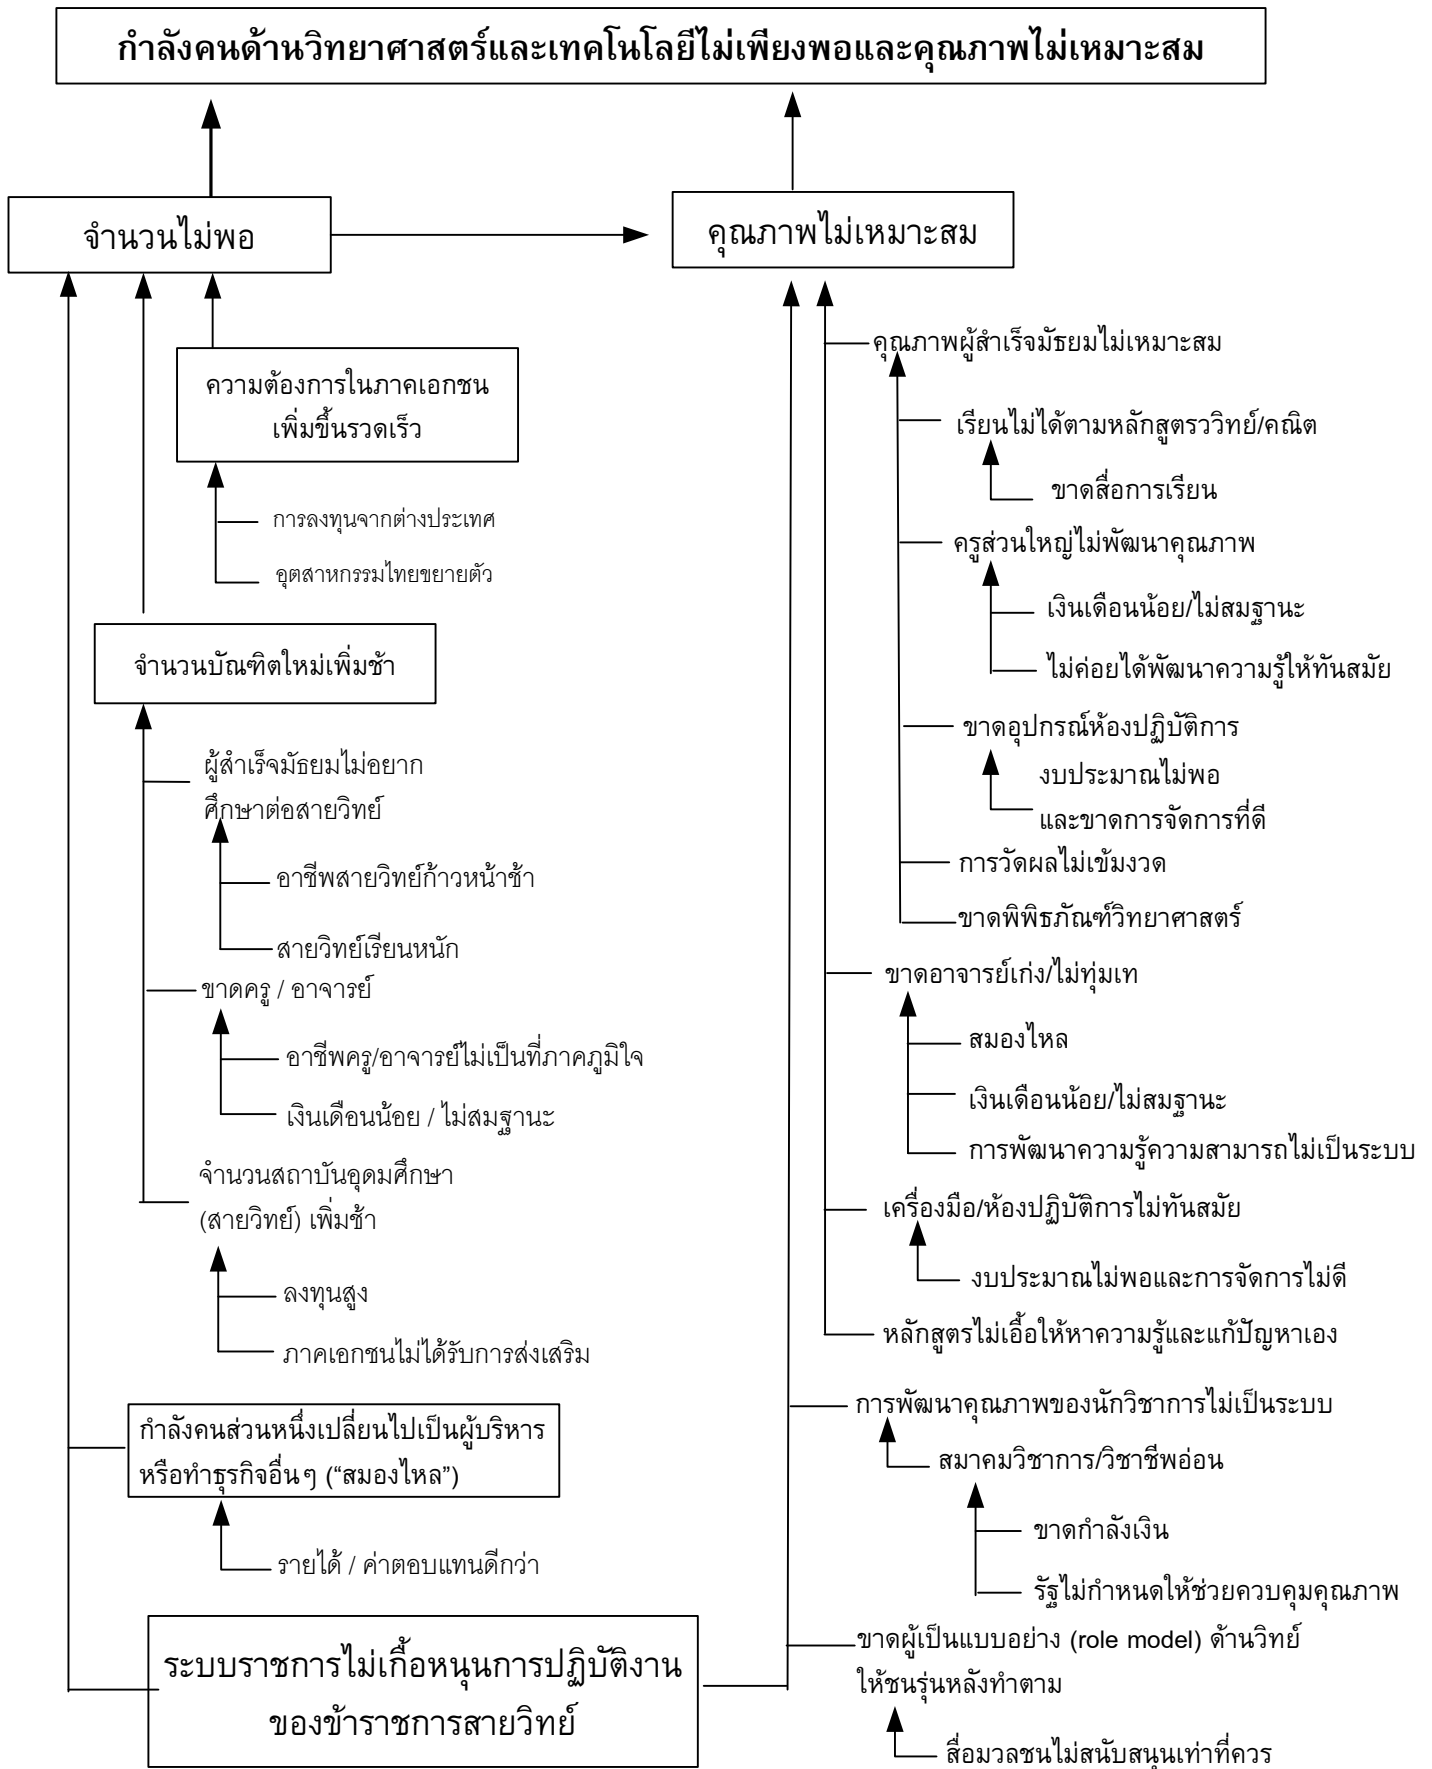 กำลังคนด้านวิทยาศาสตร์และเทคโนโลยีไม่เพียงพอและคุณภาพไม่เหมาะสม
จำนวนไม่พอ
คุณภาพไม่เหมาะสม
ความต้องการในภาคเอกชน
เพิ่มขึ้นรวดเร็ว
การลงทุนจากต่างประเทศ
อุตสาหกรรมไทยขยายตัว
จำนวนบัณฑิตใหม่เพิ่มช้า
ผู้สำเร็จมัธยมไม่อยาก
ศึกษาต่อสายวิทย์
อาชีพสายวิทย์ก้าวหน้าช้า
สายวิทย์เรียนหนัก
ขาดครู / อาจารย์
อาชีพครู/อาจารย์ไม่เป็นที่ภาคภูมิใจ
เงินเดือนน้อย / ไม่สมฐานะ
จำนวนสถาบันอุดมศึกษา
(สายวิทย์) เพิ่มช้า
ลงทุนสูง
ภาคเอกชนไม่ได้รับการส่งเสริม
กำลังคนส่วนหนึ่งเปลี่ยนไปเป็นผู้บริหาร
หรือทำธุรกิจอื่น ๆ (“สมองไหล”)
รายได้ / ค่าตอบแทนดีกว่า
ระบบราชการไม่เกื้อหนุนการปฏิบัติงาน
ของข้าราชการสายวิทย์
คุณภาพผู้สำเร็จมัธยมไม่เหมาะสม
เรียนไม่ได้ตามหลักสูตรววิทย์/คณิต
ขาดสื่อการเรียน
ครูส่วนใหญ่ไม่พัฒนาคุณภาพ
เงินเดือนน้อย/ไม่สมฐานะ
ไม่ค่อยได้พัฒนาความรู้ให้ทันสมัย
ขาดอุปกรณ์ห้องปฏิบัติการ
งบประมาณไม่พอ
และขาดการจัดการที่ดี
การวัดผลไม่เข้มงวด
ขาดพิพิธภัณฑ์วิทยาศาสตร์
ขาดอาจารย์เก่ง/ไม่ทุ่มเท
สมองไหล
เงินเดือนน้อย/ไม่สมฐานะ
การพัฒนาความรู้ความสามารถไม่เป็นระบบ
เครื่องมือ/ห้องปฏิบัติการไม่ทันสมัย
งบประมาณไม่พอและการจัดการไม่ดี
หลักสูตรไม่เอื้อให้หาความรู้และแก้ปัญหาเอง
การพัฒนาคุณภาพของนักวิชาการไม่เป็นระบบ
สมาคมวิชาการ/วิชาชีพอ่อน
ขาดกำลังเงิน
รัฐไม่กำหนดให้ช่วยควบคุมคุณภาพ
ขาดผู้เป็นแบบอย่าง (role model) ด้านวิทย์
ให้ชนรุ่นหลังทำตาม
สื่อมวลชนไม่สนับสนุนเท่าที่ควร